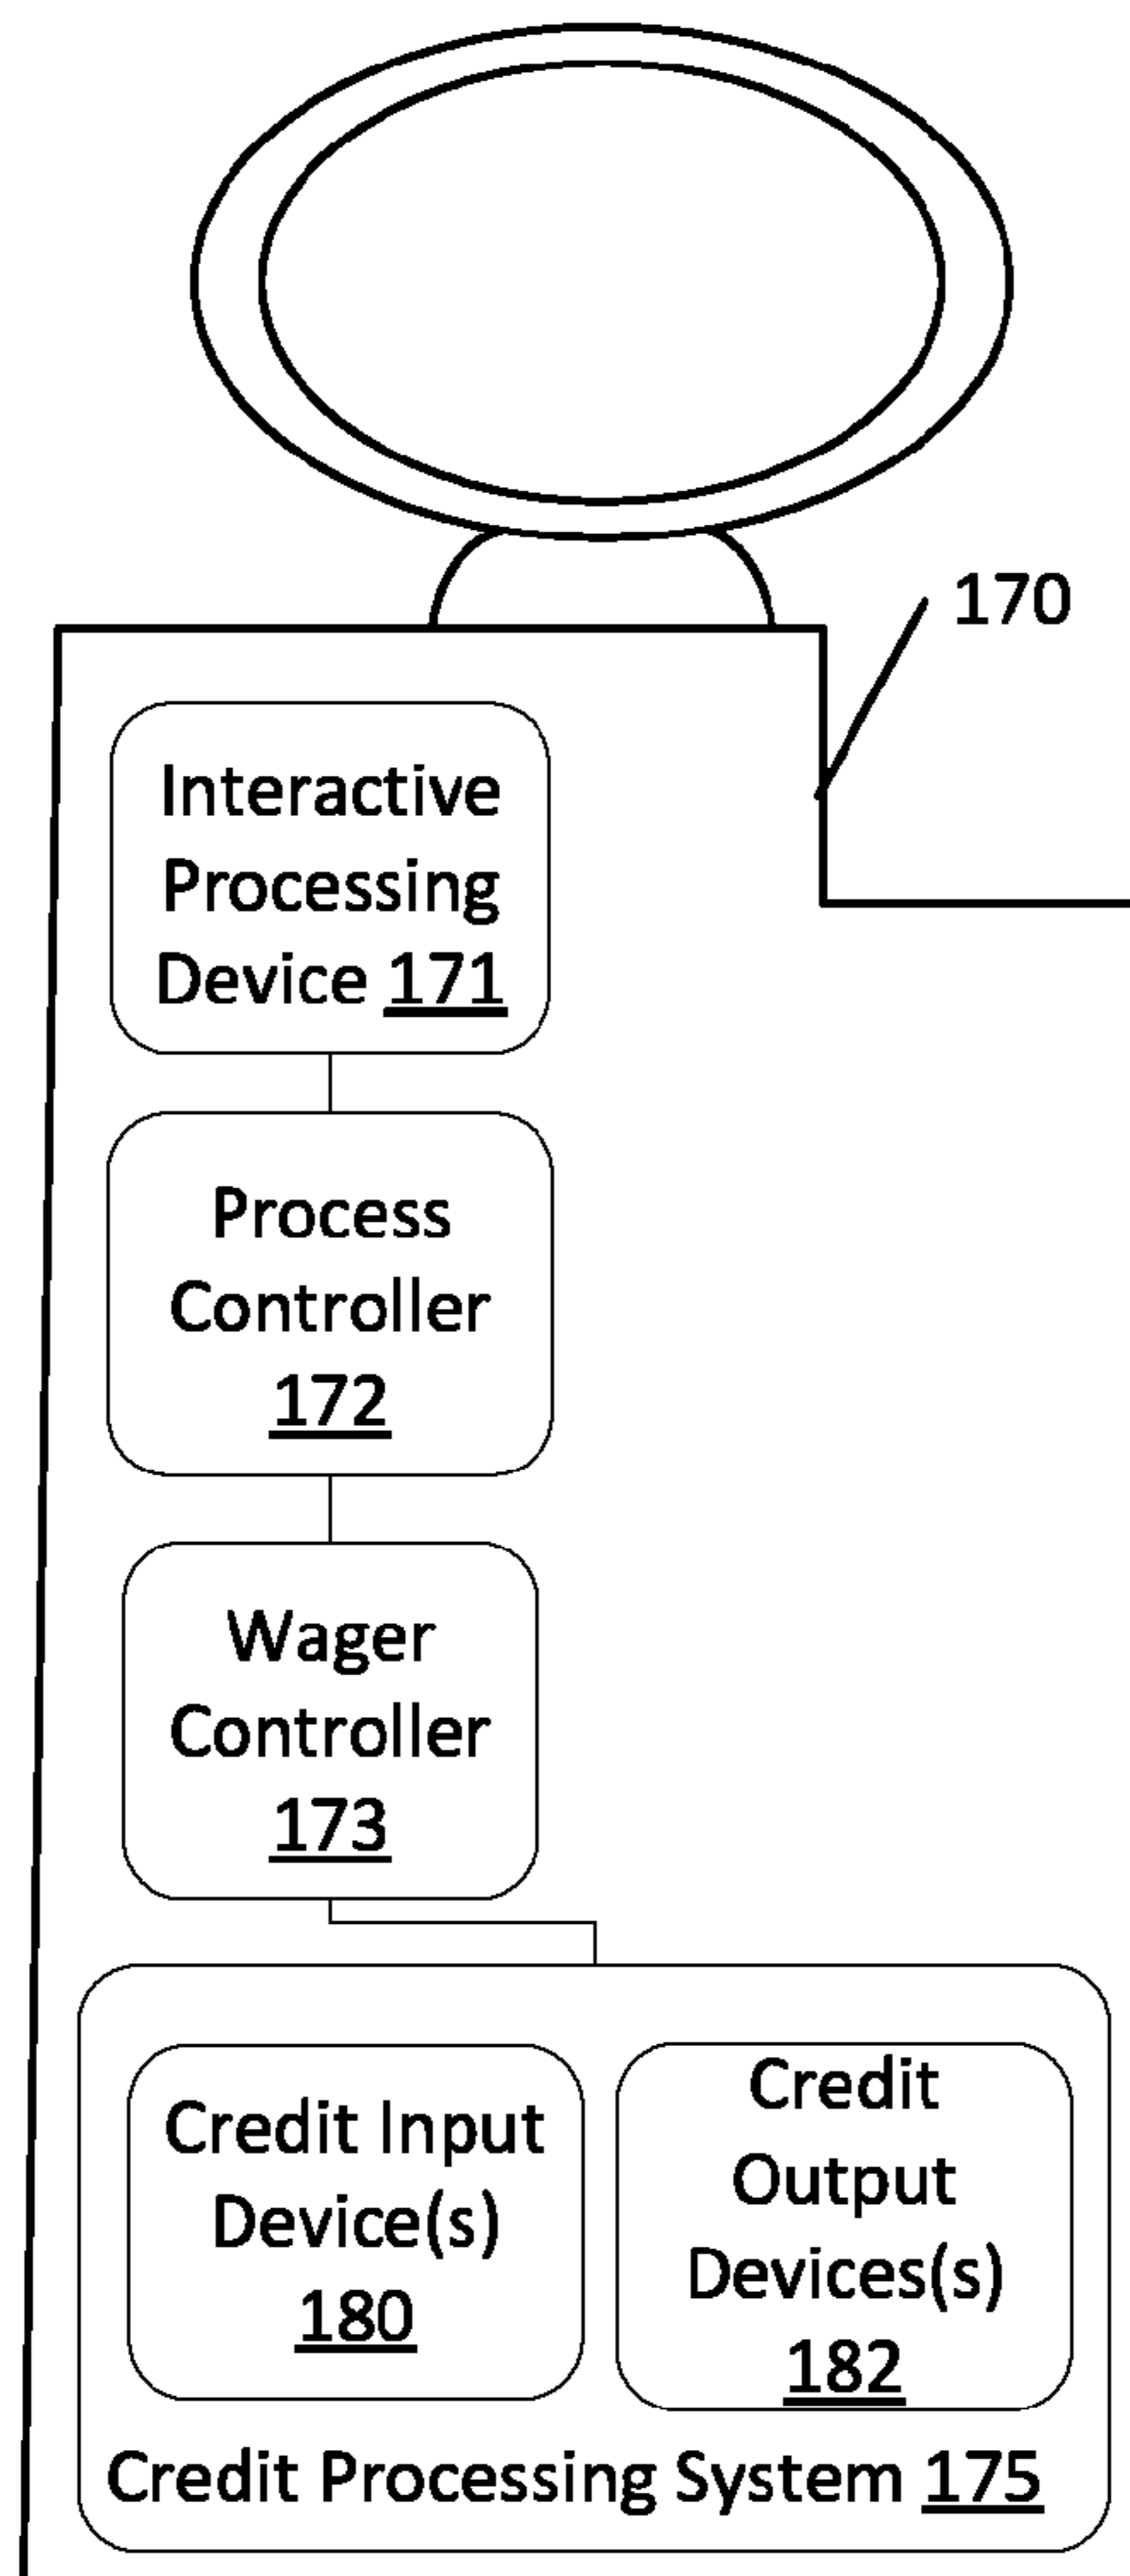 170
Interactive
Processing
Device 171
Process
Controller
172
Wager
Controller
173
Credit Input
Device(s)
180
Credit
Output
Devices(s)
182
Credit Processing System 175